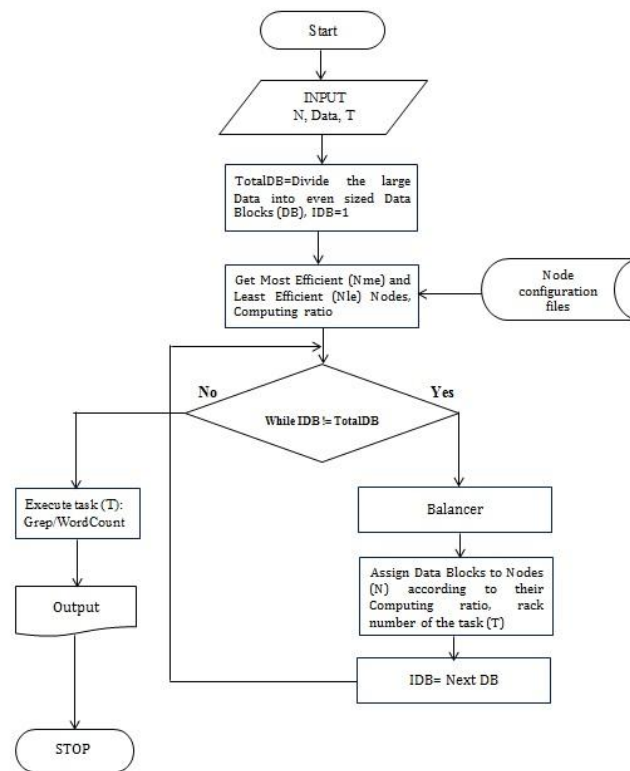 Start
INPUT
N, Data, T
TotalDB=Divide the large
Data into even sized Data
Blocks (DB), IDB=1
Get Most Efficient (Nme) and
Least Efficient (Nle) Nodes,
Computing ratio
Node
configuration
files
No
Yes
While IDB != TotalDB
Execute task (T):
Grep/WordCount
Balancer
Output
Assign Data Blocks to Nodes
(N) according to their
Computing ratio, rack
number of the task (T)
IDB= Next DB
STOP